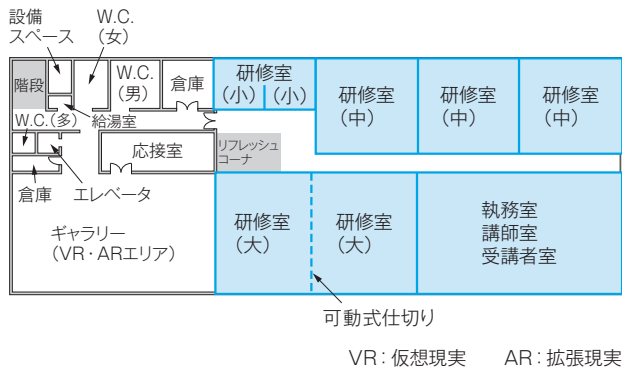 設備
スペース
W.C.
(女)
階段
W.C.
(男)
倉庫
研修室
(小)
(小)
研修室
(中)
研修室
(中)
研修室
(中)
W.C.(多)
給湯室
応接室
リフレッシュ
コーナ
倉庫
エレベータ
ギャラリー
(VR・ARエリア)
研修室
(大)
研修室
(大)
執務室
講師室
受講者室
可動式仕切り
VR:仮想現実 AR:拡張現実